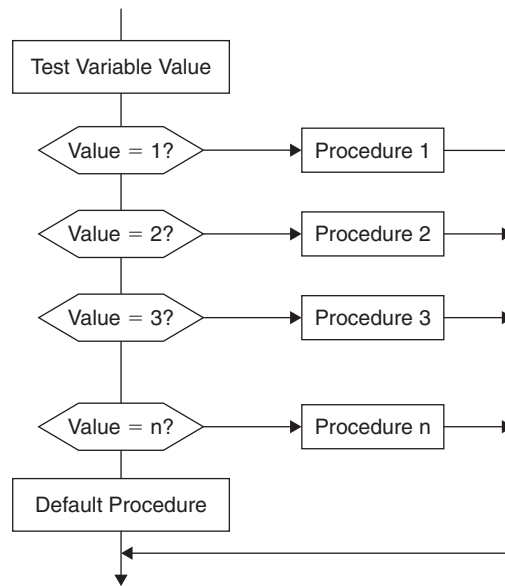 Test Variable Value
Value = 1?
Procedure 1
Value = 2?
Procedure 2
Value = 3?
Procedure 3
Value = n?
Procedure n
Default Procedure